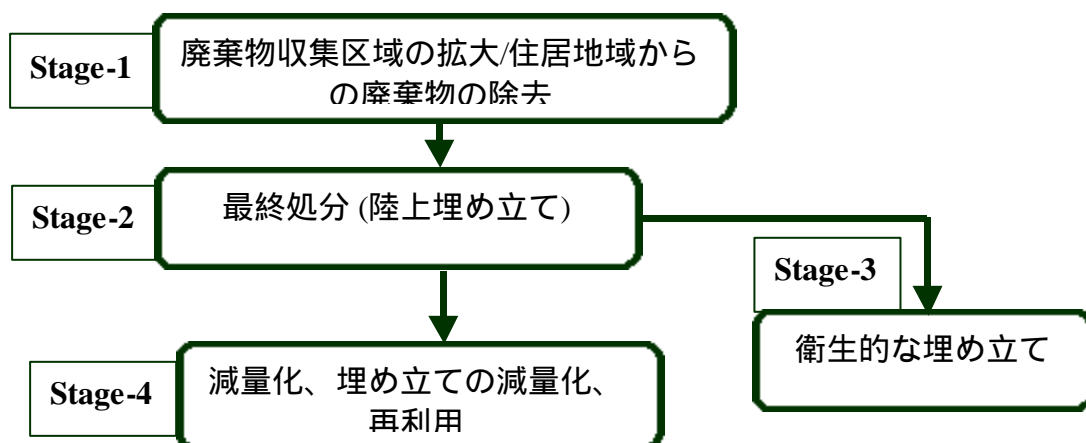 Stage-1
廃棄物収集区域の拡大/住居地域から
の廃棄物の除去
Stage-2
最終処分 (陸上埋め立て)
Stage-3
衛生的な埋め立て
Stage-4
減量化、埋め立ての減量化、
再利用